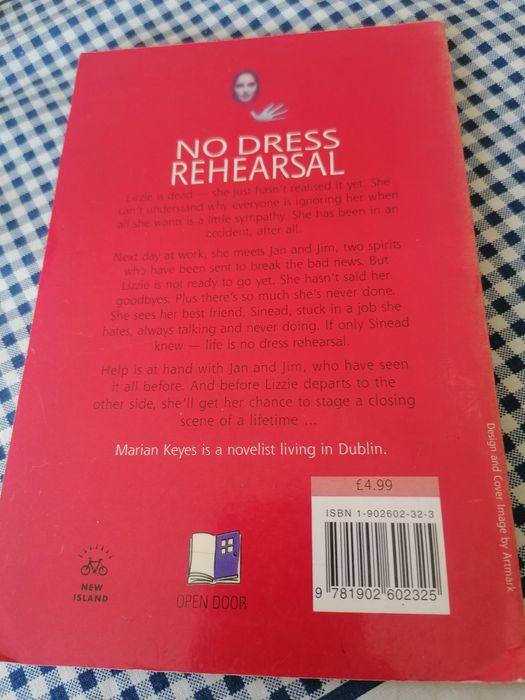 NO DRESS
REHEARSAL
Lizzie is dead — she just hasn't realised it yet. She
can't understand why everyone is ignoring her when
all she wants is a little sympathy. She has been in an
accident, after all.
Next day at work, she meets Jan and Jim, two spirits
who have been sent to break the bad news. But
Lizzie is not ready to go yet. She hasn't said her
goodbyes. Plus there's so much she's never done.
She sees her best friend, Sinead, stuck in a job she
hates, always talking and never doing. If only Sinead
knew — life is no dress rehearsal.
Help is at hand with Jan and Jim, who have seen
it all before. And before Lizzie departs to the
other side, she'll get her chance to stage a closing
scene of a lifetime ...
Marian Keyes is a novelist living in Dublin.
£4.99
ISBN 1-902602-32-3
9 781902 602325
NEW
ISLAND
OPEN DOOR
Design and Cover Image by Artmark